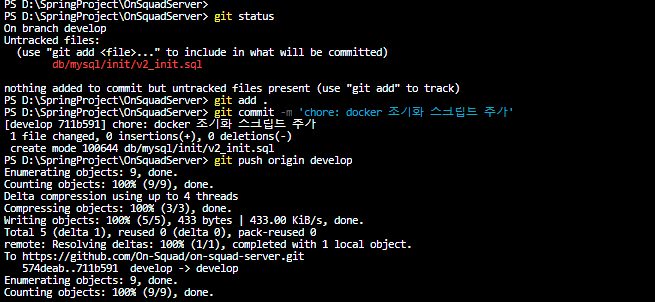 PS D:\SpringProject\OnSquadServer>
PS D:\SpringProject\OnSquadServer> git status
On branch develop
Untracked files:
  (use "git add <file>..." to include in what will be committed)
        db/mysql/init/v2_init.sql

nothing added to commit but untracked files present (use "git add" to track)
PS D:\SpringProject\OnSquadServer> git add .
PS D:\SpringProject\OnSquadServer> git commit -m 'chore: docker 초기화 스크립트 추가'
[develop 711b591] chore: docker 초기화 스크립트 추가
 1 file changed, 0 insertions(+), 0 deletions(-)
 create mode 100644 db/mysql/init/v2_init.sql
PS D:\SpringProject\OnSquadServer> git push origin develop
Enumerating objects: 9, done.
Counting objects: 100% (9/9), done.
Delta compression using up to 4 threads
Compressing objects: 100% (3/3), done.
Writing objects: 100% (5/5), 433 bytes | 433.00 KiB/s, done.
Total 5 (delta 1), reused 0 (delta 0), pack-reused 0
remote: Resolving deltas: 100% (1/1), completed with 1 local object.
To https://github.com/On-Squad/on-squad-server.git
   574deab..711b591  develop -> develop
Enumerating objects: 9, done.
Counting objects: 100% (9/9), done.